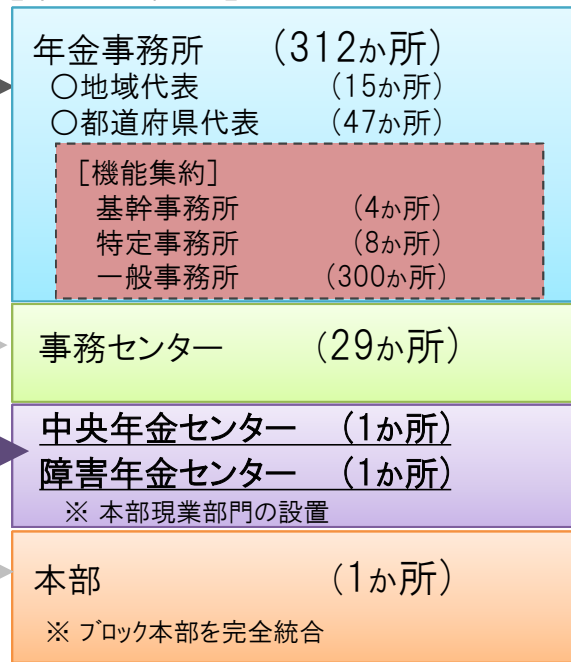 年金事務所 (312か所)
○地域代表 (15か所)
○都道府県代表 (47か所)
[機能集約]
基幹事務所 (4か所)
特定事務所 (8か所)
一般事務所 (300か所)
事務センター (29か所)
中央年金センター (1か所)
障害年金センター (1か所)
※ 本部現業部門の設置
本部 (1か所)
※ ブロック本部を完全統合